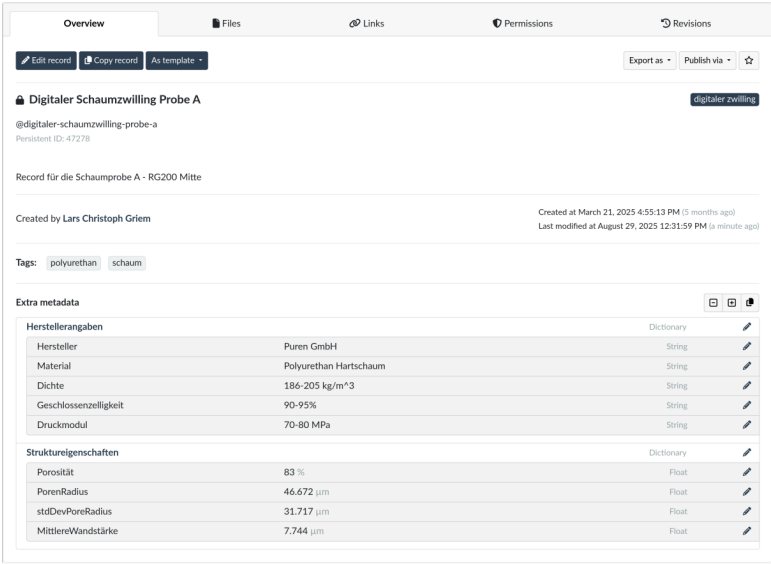 Overview Files Links Permissions Revisions
Edit record Copy record As template Export as Publish via
Digitaler Schaumzwilling Probe A digitaler zwilling
@digitaler-schaumzwilling-probe-a
Persistent ID: 47278
Record für die Schaumprobe A - RG200 Mitte
Created by Lars Christoph Griem
Created at March 21, 2025 4:55:13 PM (5 months ago)
Last modified at August 29, 2025 12:31:59 PM (a minute ago)
Tags: polyurethan schaum
Extra metadata
Herstellerangaben Dictionary
Hersteller Puren GmbH String
Material Polyurethan Hartschaum String
Dichte 186-205 kg/m^3 String
Geschlossenzelligkeit 90-95% String
Druckmodul 70-80 MPa String
Struktureigenschaften Dictionary
Porosität 83 % Float
PorenRadius 46.672 µm Float
stdDevPoreRadius 31.717 µm Float
MittlereWandstärke 7.744 µm Float